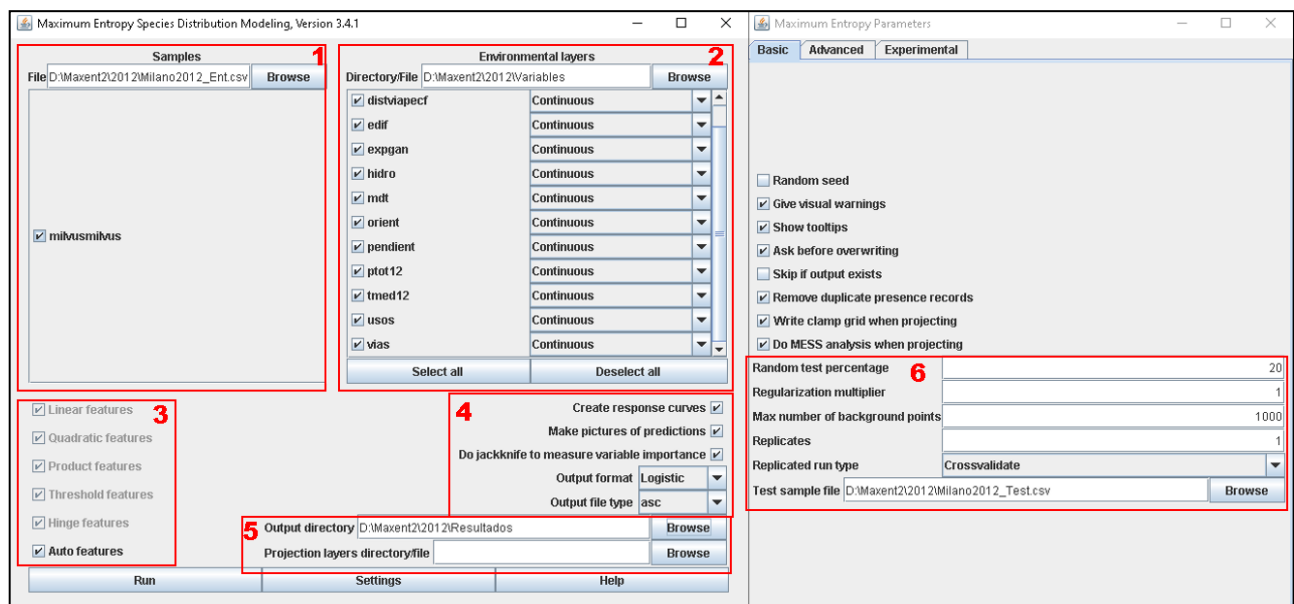 Maximum Entropy Species Distribution Modeling, Version 3.4.1
Samples
1
File D:\Maxent2\2012\Milano2012_Ent.csv Browse
milvusmilvus
Environmental layers
2
Directory/File D:\Maxent2\2012\Variables Browse
distviapecf Continuous
edif Continuous
expgan Continuous
hidro Continuous
mdt Continuous
orient Continuous
pendient Continuous
ptot12 Continuous
tmed12 Continuous
usos Continuous
vias Continuous
Select all Deselect all
3
Linear features
Quadratic features
Product features
Threshold features
Hinge features
Auto features
4
Create response curves
Make pictures of predictions
Do jackknife to measure variable importance
Output format Logistic
Output file type asc
5
Output directory D:\Maxent2\2012\Resultados Browse
Projection layers directory/file Browse
Run Settings Help
Maximum Entropy Parameters
Basic Advanced Experimental
Random seed
Give visual warnings
Show tooltips
Ask before overwriting
Skip if output exists
Remove duplicate presence records
Write clamp grid when projecting
Do MESS analysis when projecting
6
Random test percentage 20
Regularization multiplier 1
Max number of background points 1000
Replicates 1
Replicated run type Crossvalidate
Test sample file D:\Maxent2\2012\Milano2012_Test.csv Browse